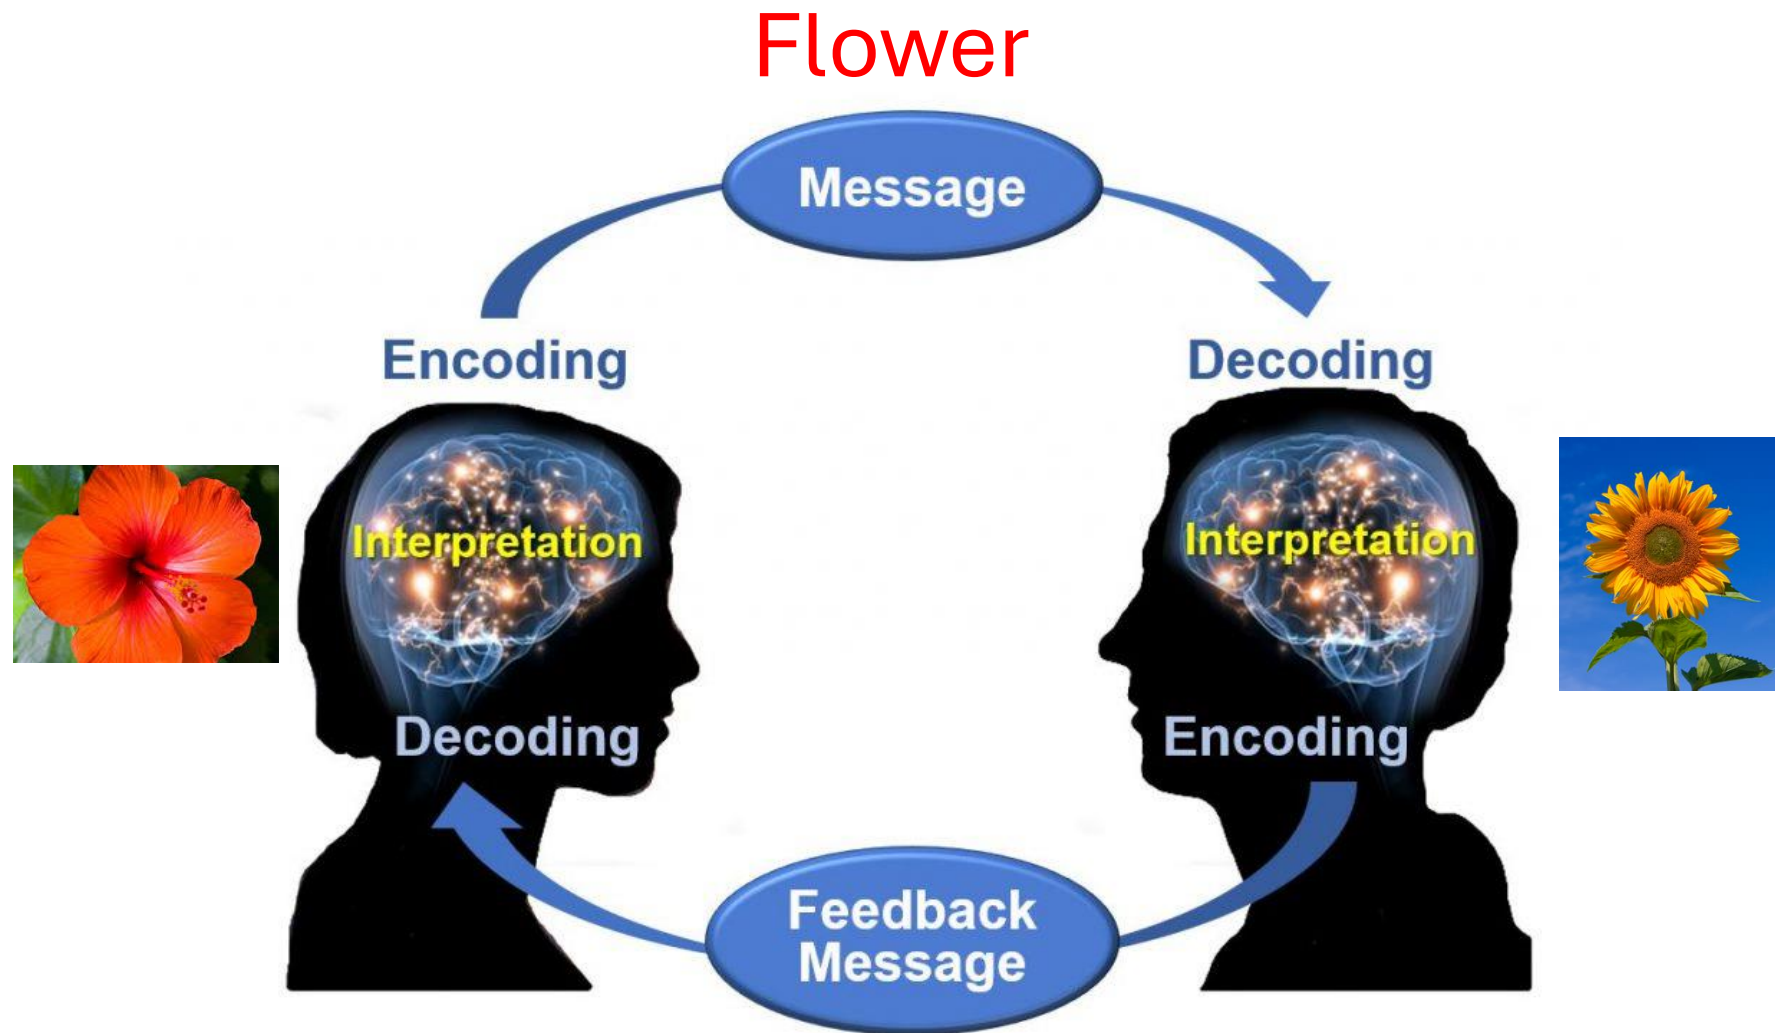 Flower
Message
Encoding
Decoding
Interpretation
Interpretation
Decoding
Encoding
Feedback
Message